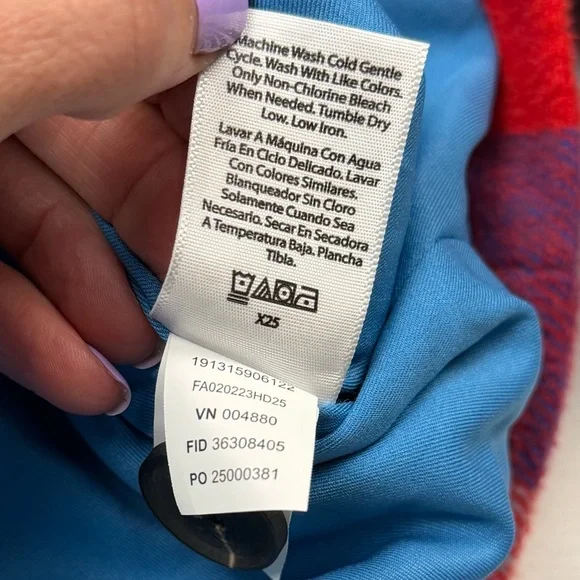 Machine Wash Cold Gentle
Cycle. Wash With Like Colors.
Only Non-Chlorine Bleach
When Needed. Tumble Dry
Low. Low Iron.
Lavar A Máquina Con Agua
Fría En Ciclo Delicado. Lavar
Con Colores Similares.
Blanqueador Sin Cloro
Solamente Cuando Sea
Necesario. Secar En Secadora
A Temperatura Baja. Plancha
Tibla.
X25
191315906122
FA020223HD25
VN 004880
FID 36308405
PO 25000381